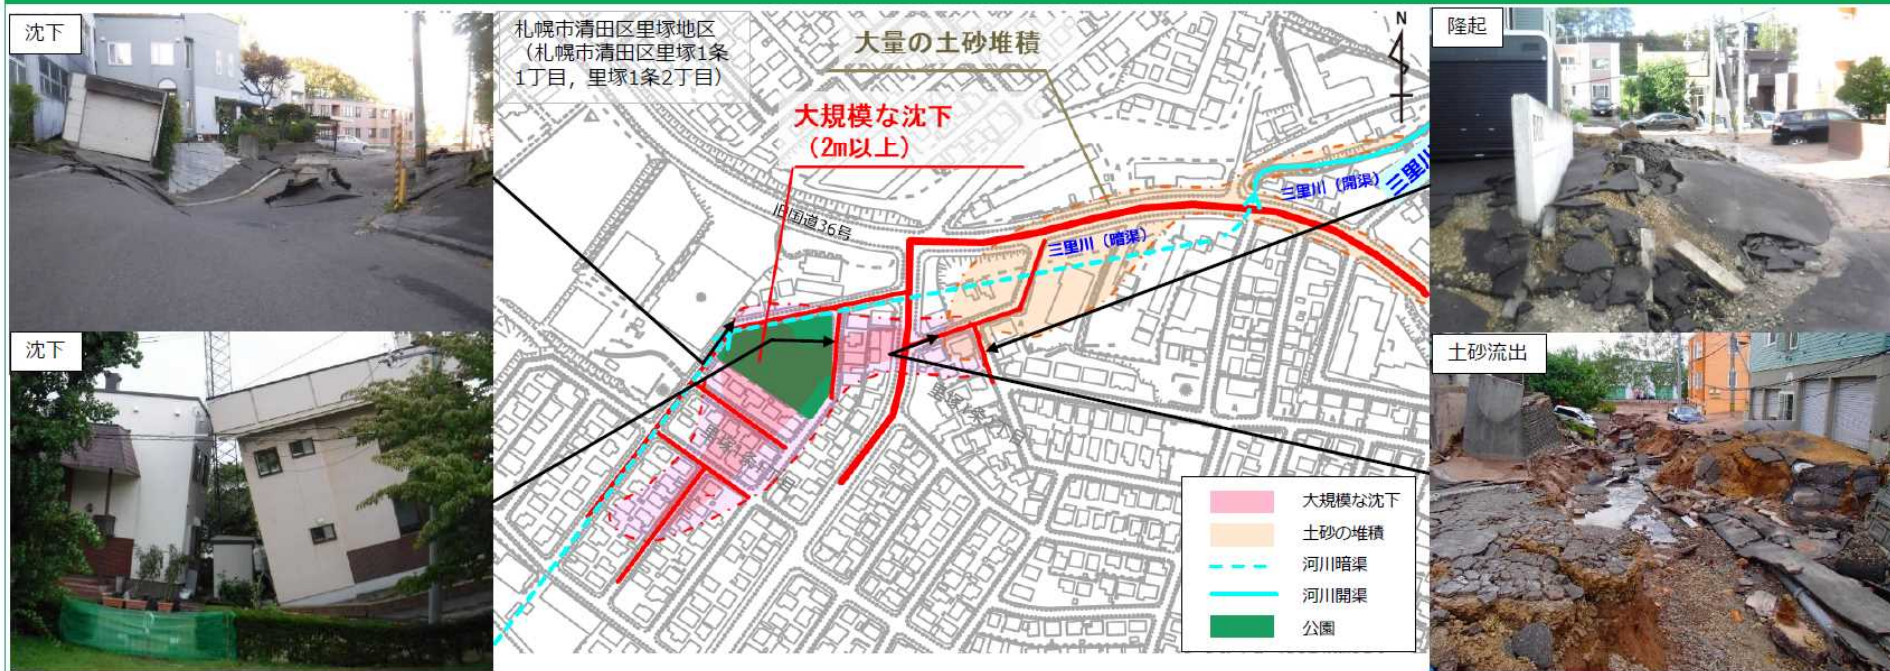 沈下
沈下
札幌市清田区里塚地区
(札幌市清田区里塚1条
1丁目,里塚1条2丁目)
大量の土砂堆積
大規模な沈下
(2m以上)
N
旧国道36号
三里川(暗渠)
三里川(開渠)
三里川
里塚1条1丁目
里塚1条2丁目
大規模な沈下
土砂の堆積
河川暗渠
河川開渠
公園
隆起
土砂流出